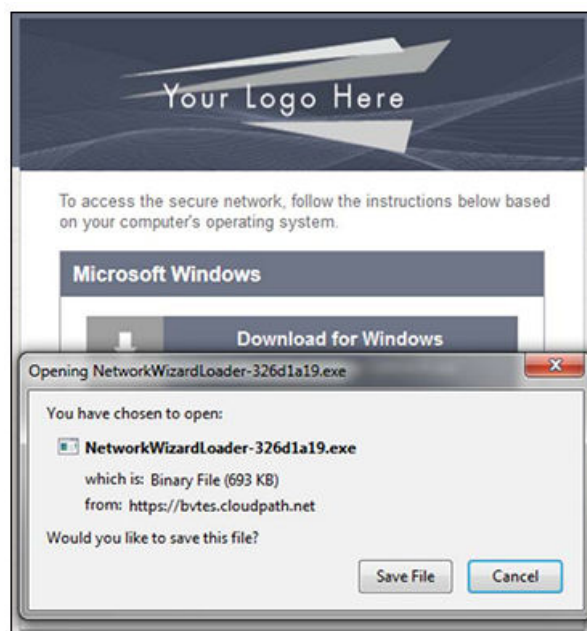 Your Logo Here
To access the secure network, follow the instructions below based
on your computer's operating system.
Microsoft Windows
Download for Windows
Opening NetworkWizardLoader-326d1a19.exe
You have chosen to open:
NetworkWizardLoader-326d1a19.exe
which is: Binary File (693 KB)
from: https://bvtes.cloudpath.net
Would you like to save this file?
Save File
Cancel